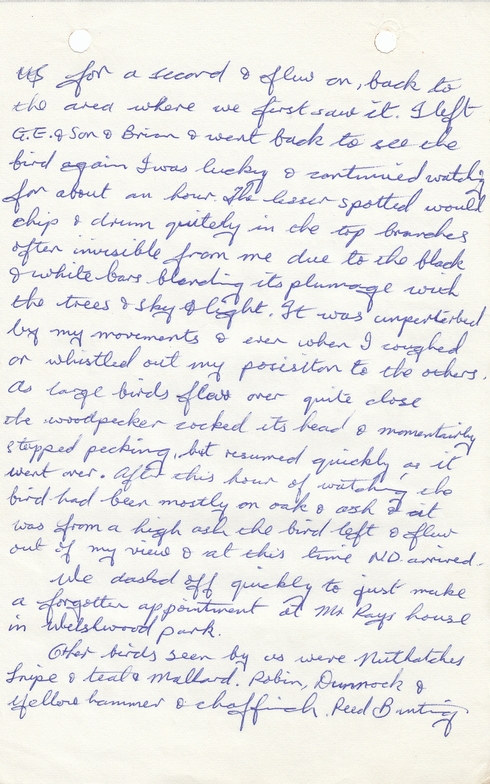 us for a second & flew on, back to
the area where we first saw it. I left
G.E. & Son & Brian & went back to see the
bird again I was lucky & continued watching
for about an hour. The lesser spotted would
chip & drum quitely in the top branches
often invisible from me due to the black
& white bars blending its plumage with
the trees & sky & light. It was unperterbed
by my movements & even when I coughed
or whistled out my posisiton to the others.
As large birds flew over quite close
the woodpecker cocked its head & momentairly
stopped pecking, but resumed quickly as it
went over. After this hour of watching the
bird had been mostly on oak & ash & it
was from a high ash the bird left & flew
out of my view & at this time N.D. arrived.
We dashed off quickly to just make
a forgotten appointment at Mr Rays house
in Welshwood park.
Other birds seen by us were Nuthatches
Snipe & teal & Mallard. Robin, Dunnock &
Yellow hammer & chaffinch. Reed Bunting